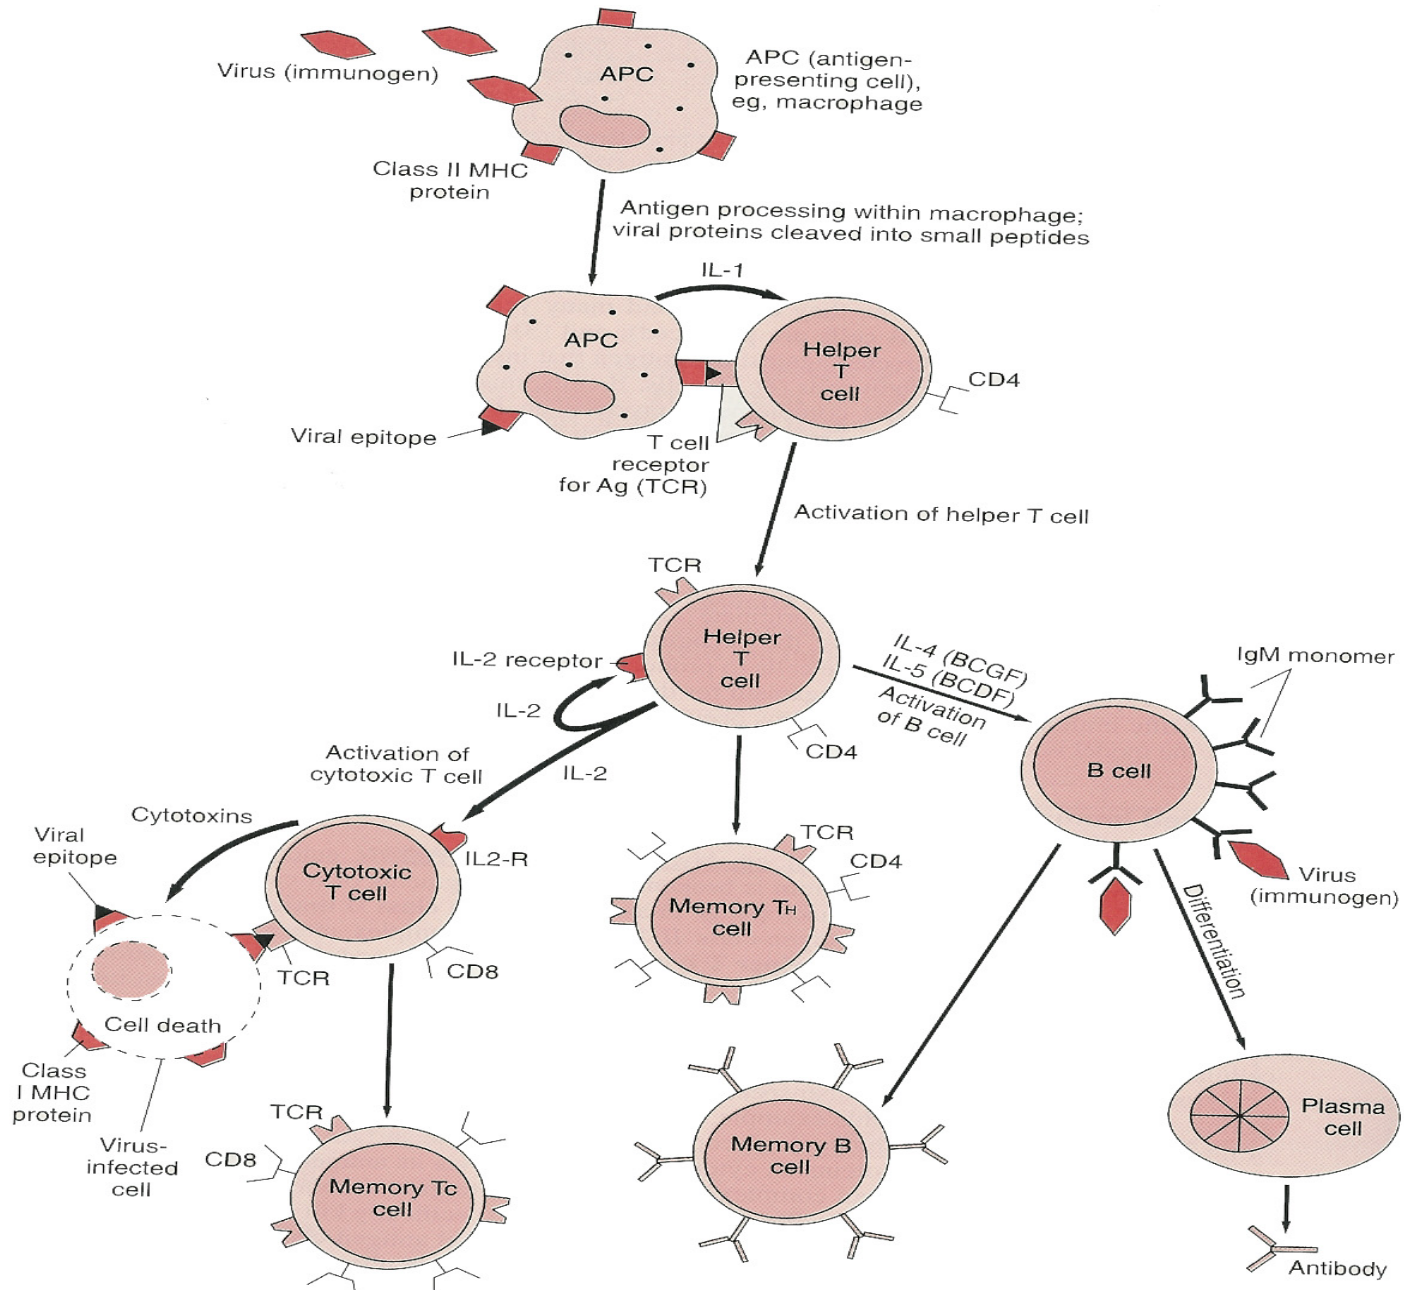 Virus (immunogen)
APC
APC (antigen-
presenting cell),
eg, macrophage
Class II MHC
protein
Antigen processing within macrophage;
viral proteins cleaved into small peptides
IL-1
APC
Helper
T
cell
CD4
Viral epitope
T cell
receptor
for Ag (TCR)
Activation of helper T cell
TCR
Helper
T
cell
IL-2 receptor
IL-2
CD4
IL-4 (BCGF)
IL-5 (BCDF)
Activation
of B cell
IgM monomer
B cell
Activation of
cytotoxic T cell
IL-2
Cytotoxins
Viral
epitope
Cytotoxic
T cell
IL2-R
TCR
CD8
TCR
CD4
Memory TH
cell
Virus
(immunogen)
Differentiation
Cell death
Class
I MHC
protein
Virus-
infected
cell
TCR
CD8
Memory Tc
cell
Memory B
cell
Plasma
cell
Antibody